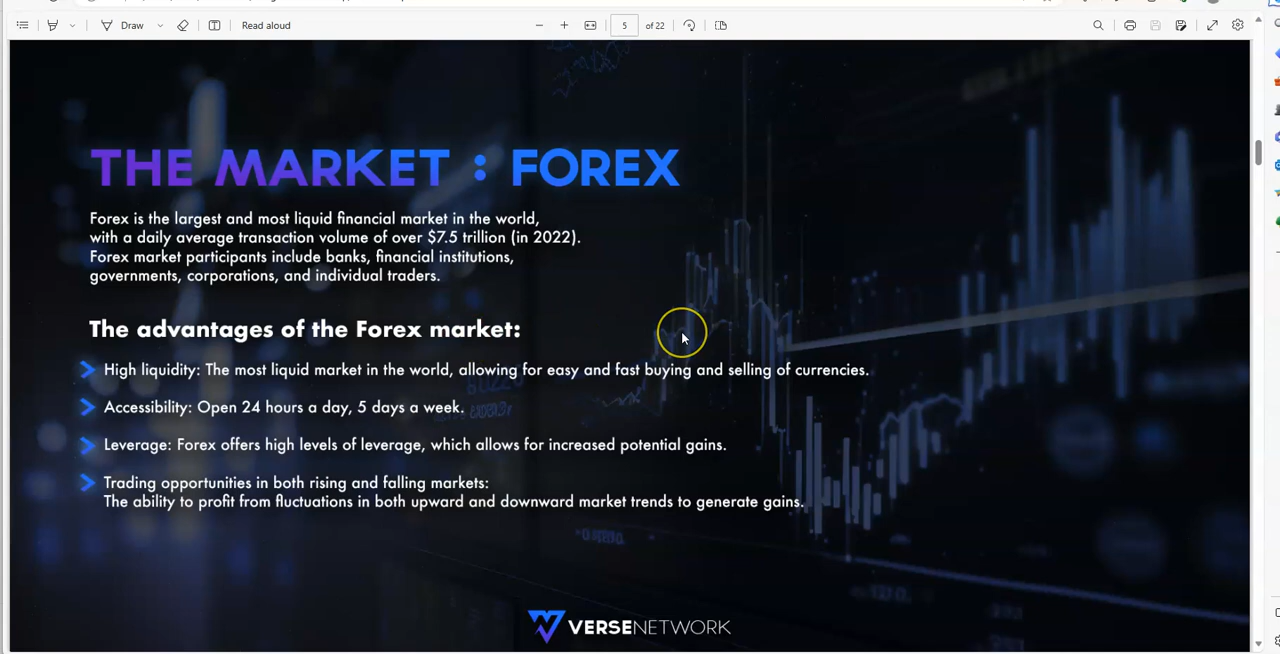 Draw
Read aloud
5
of 22
THE MARKET : FOREX
Forex is the largest and most liquid financial market in the world,
with a daily average transaction volume of over $7.5 trillion (in 2022).
Forex market participants include banks, financial institutions,
governments, corporations, and individual traders.
The advantages of the Forex market:
High liquidity: The most liquid market in the world, allowing for easy and fast buying and selling of currencies.
Accessibility: Open 24 hours a day, 5 days a week.
Leverage: Forex offers high levels of leverage, which allows for increased potential gains.
Trading opportunities in both rising and falling markets:
The ability to profit from fluctuations in both upward and downward market trends to generate gains.
VERSENETWORK